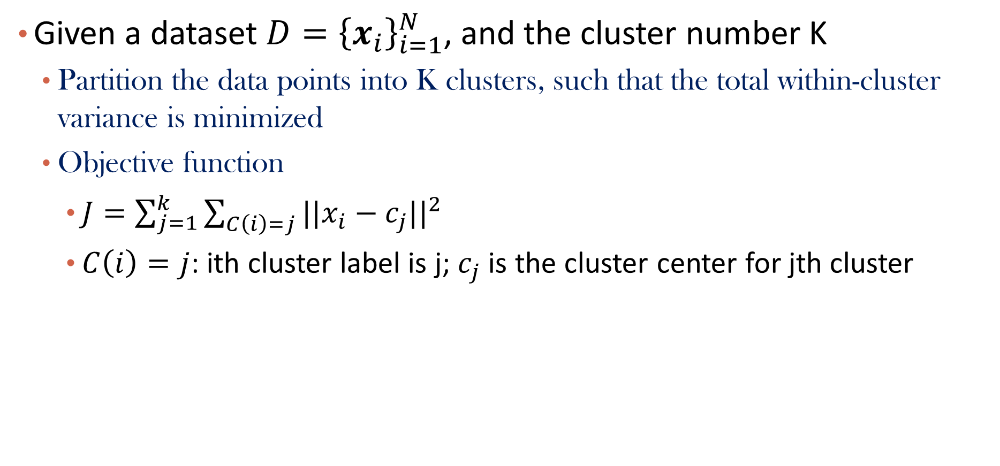 • Given a dataset $D = \{\boldsymbol{x}_i\}_{i=1}^{N}$, and the cluster number K
• Partition the data points into K clusters, such that the total within-cluster
variance is minimized
• Objective function
• $J = \sum_{j=1}^{k} \sum_{C(i)=j} ||x_i - c_j||^2$
• $C(i) = j$: ith cluster label is j; $c_j$ is the cluster center for jth cluster